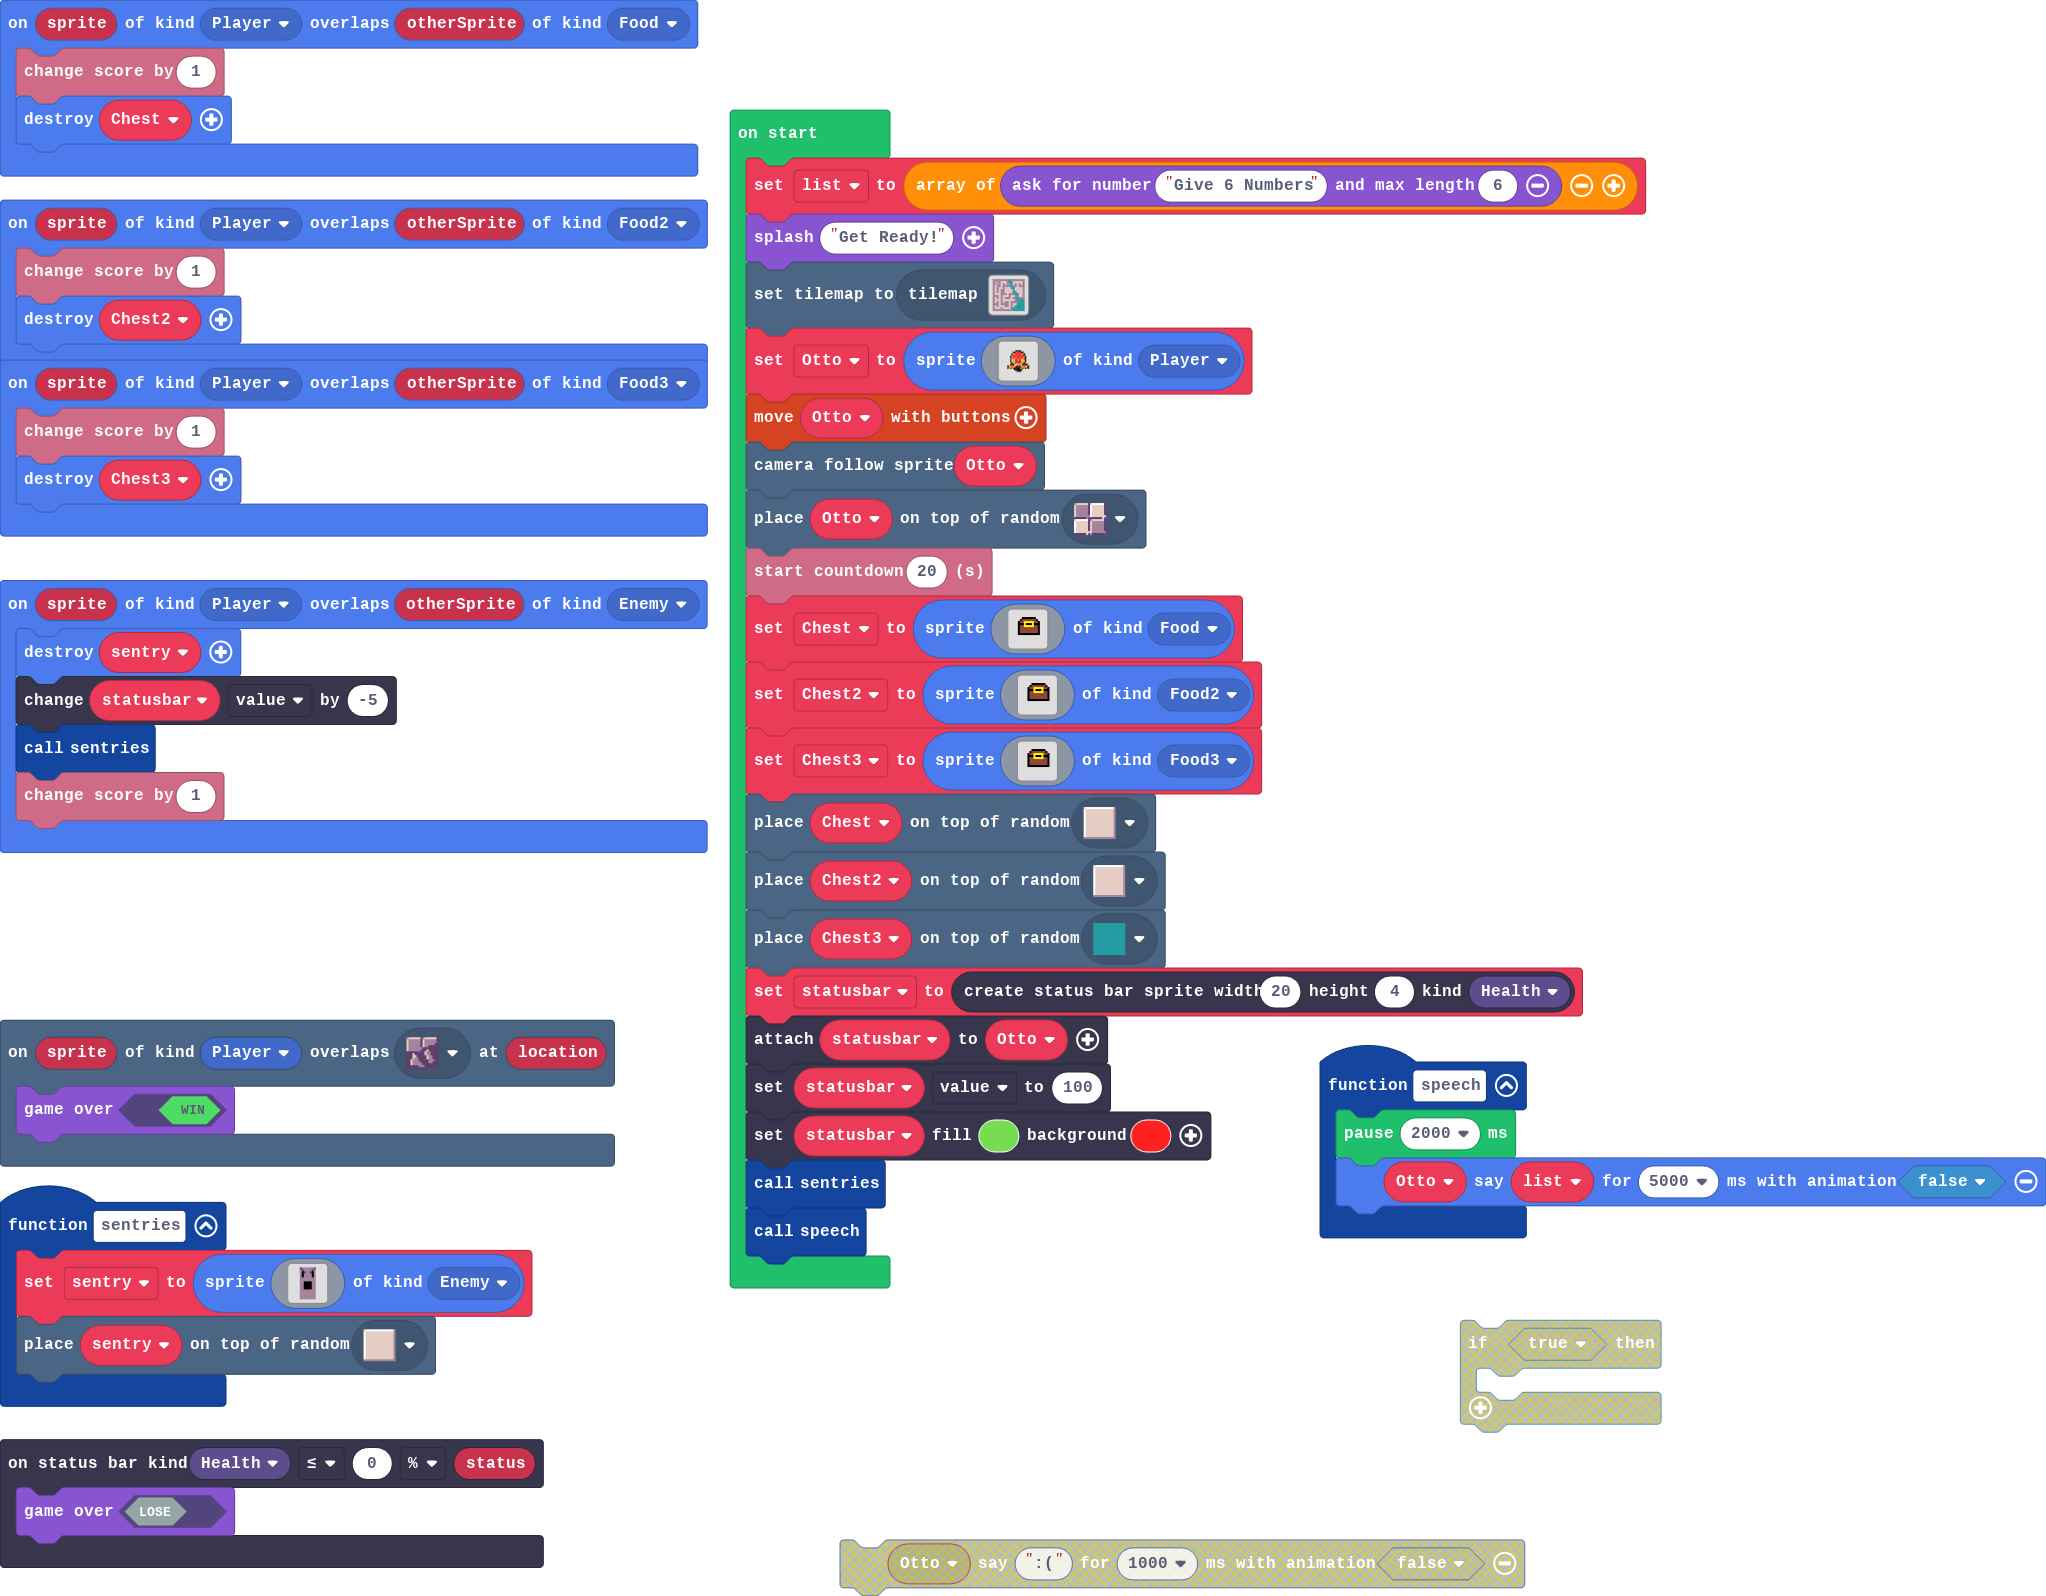 on sprite of kind Player overlaps otherSprite of kind Food
change score by 1
destroy Chest
on sprite of kind Player overlaps otherSprite of kind Food2
change score by 1
destroy Chest2
on sprite of kind Player overlaps otherSprite of kind Food3
change score by 1
destroy Chest3
on sprite of kind Player overlaps otherSprite of kind Enemy
destroy sentry
change statusbar value by -5
call sentries
change score by 1
on sprite of kind Player overlaps at location
game over WIN
function sentries
set sentry to sprite of kind Enemy
place sentry on top of random
on status bar kind Health ≤ 0 % status
game over LOSE
on start
set list to array of ask for number "Give 6 Numbers" and max length 6
splash "Get Ready!"
set tilemap to tilemap
set Otto to sprite of kind Player
move Otto with buttons
camera follow sprite Otto
place Otto on top of random
start countdown 20 (s)
set Chest to sprite of kind Food
set Chest2 to sprite of kind Food2
set Chest3 to sprite of kind Food3
place Chest on top of random
place Chest2 on top of random
place Chest3 on top of random
set statusbar to create status bar sprite width 20 height 4 kind Health
attach statusbar to Otto
set statusbar value to 100
set statusbar fill background
call sentries
call speech
function speech
pause 2000 ms
Otto say list for 5000 ms with animation false
if true then
Otto say ":(" for 1000 ms with animation false